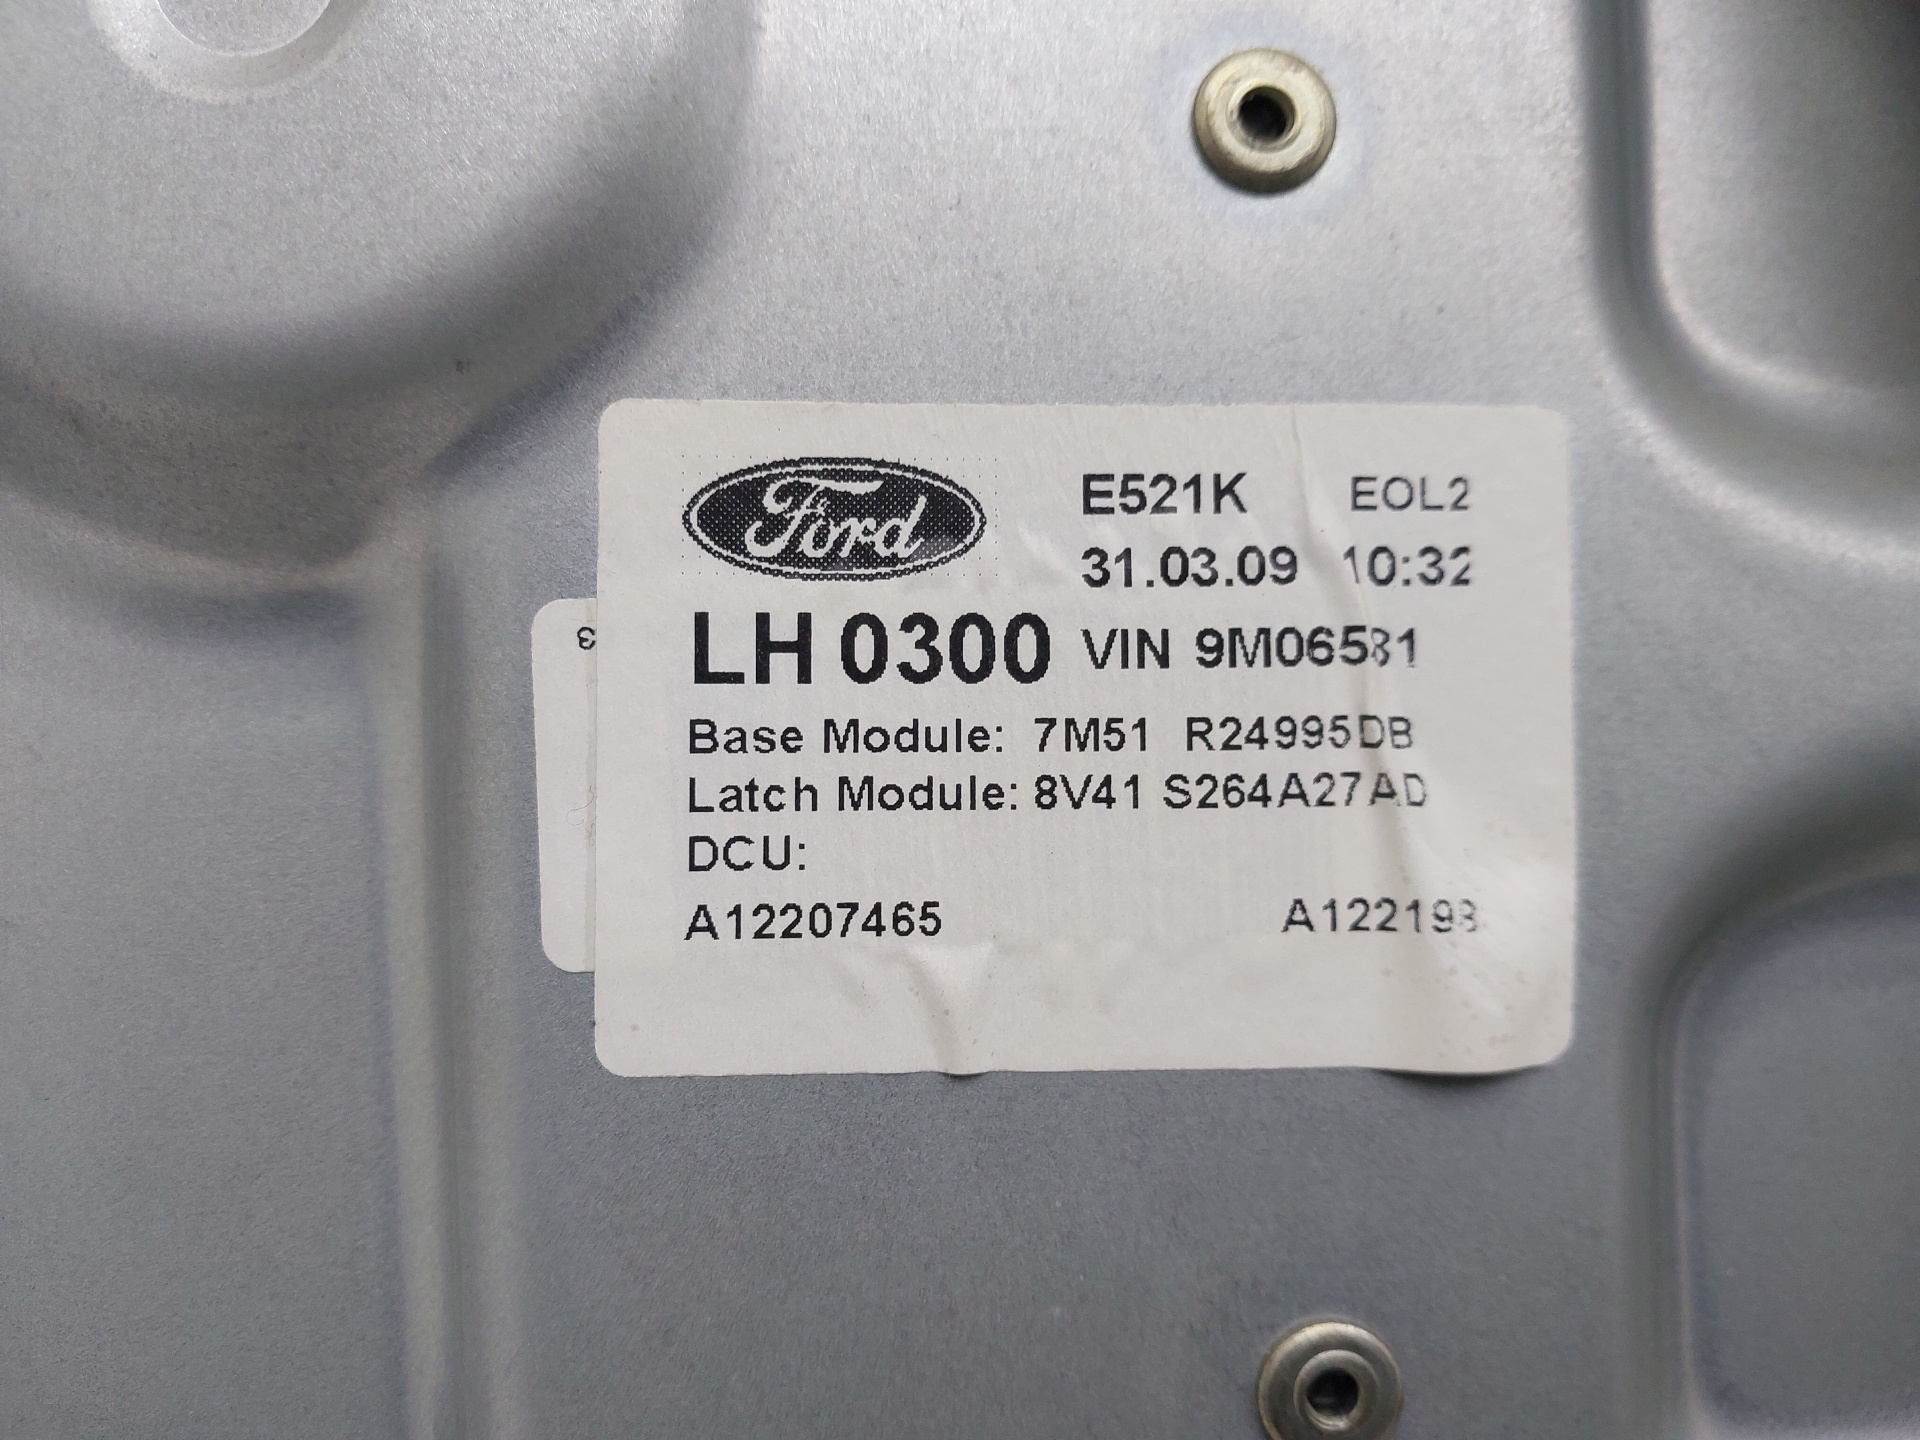 Ford
E521K EOL2
31.03.09 10:32
LH 0300 VIN 9M06581
Base Module: 7M51 R24995DB
Latch Module: 8V41 S264A27AD
DCU:
A12207465 A122198
3